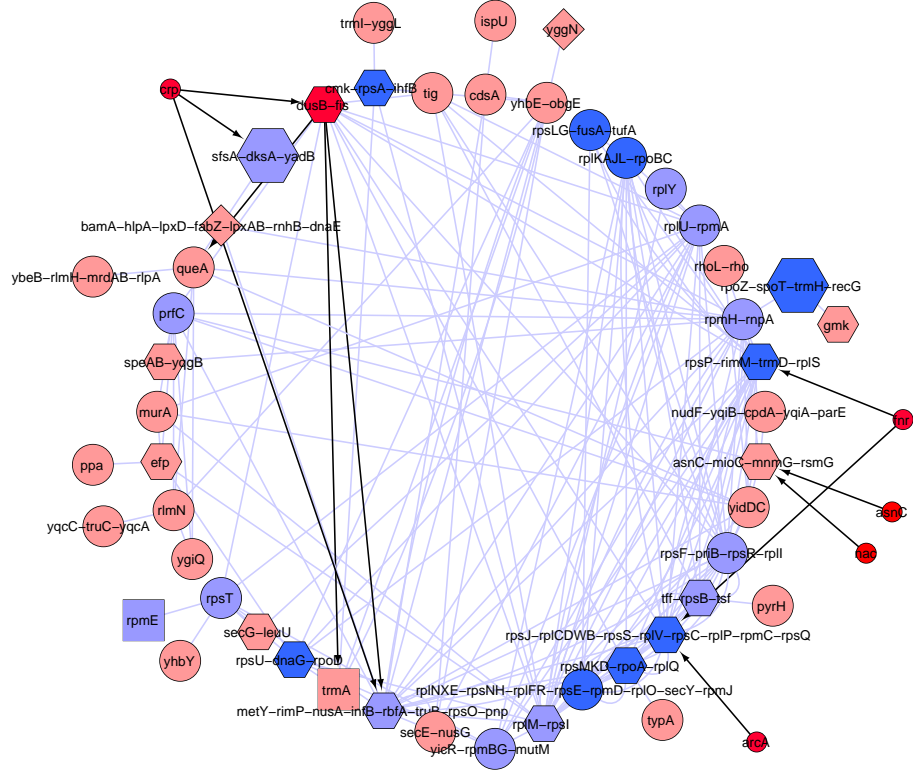 trmI−yggL
ispU
yggN
crp
cmk−rpsA−ihfB
dusB−fis
tig
cdsA
yhbE−obgE
rpsLG−fusA−tufA
sfsA−dksA−yadB
rplKAJL−rpoBC
rplY
bamA−hlpA−lpxD−fabZ−lpxAB−rnhB−dnaE
rplU−rpmA
ybeB−rlmH−mrdAB−rlpA
queA
rhoL−rho
rpoZ−spoT−trmH−recG
prfC
rpmH−rnpA
gmk
speAB−yqgB
rpsP−rimM−trmD−rplS
murA
nudF−yqiB−cpdA−yqiA−parE
fnr
ppa
efp
asnC−mioC−mnmG−rsmG
yqcC−truC−yqcA
rlmN
yidDC
asnC
ygiQ
rpsF−priB−rpsR−rplI
nac
rpmE
rpsT
tff−rpsB−tsf
pyrH
yhbY
secG−leuU
rpsJ−rplCDWB−rpsS−rplV−rpsC−rplP−rpmC−rpsQ
rpsU−dnaG−rpoD
rpsMKD−rpoA−rplQ
trmA
rplNXE−rpsNH−rplFR−rpsE−rpmD−rplO−secY−rpmJ
metY−rimP−nusA−infB−rbfA−truB−rpsO−pnp
secE−nusG
rplM−rpsI
typA
yicR−rpmBG−mutM
arcA